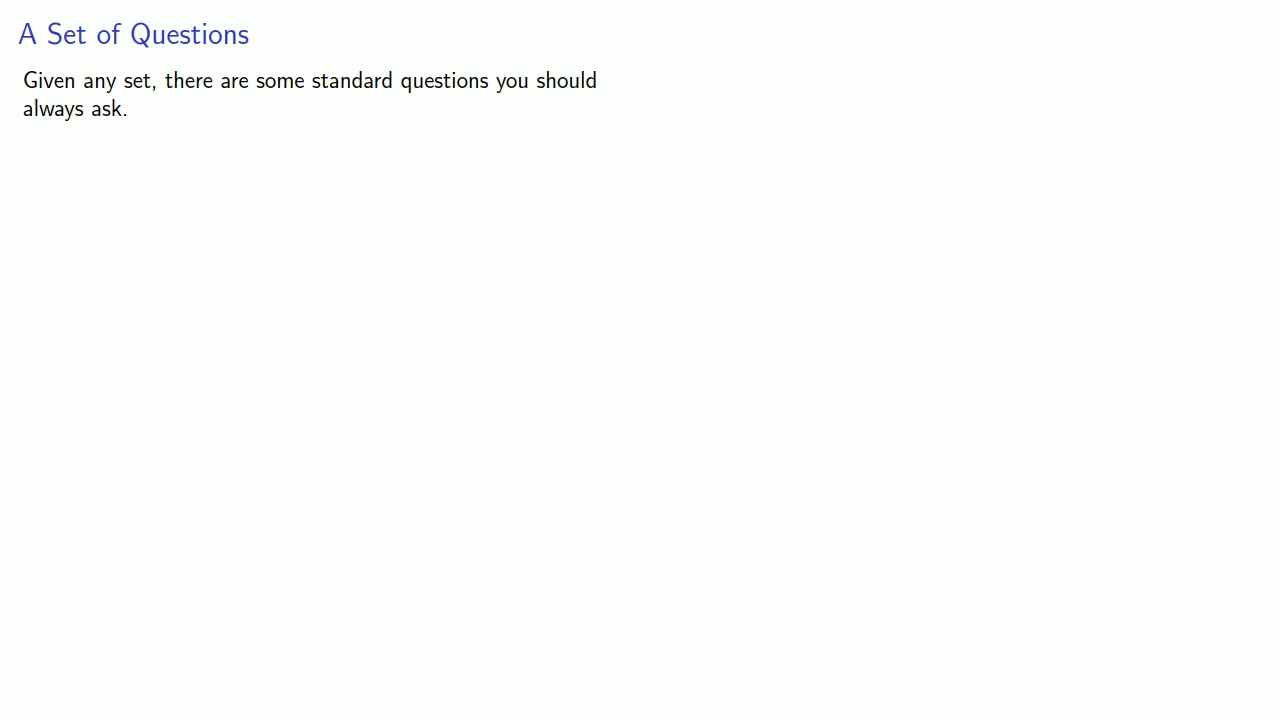 A Set of Questions
Given any set, there are some standard questions you should
always ask.